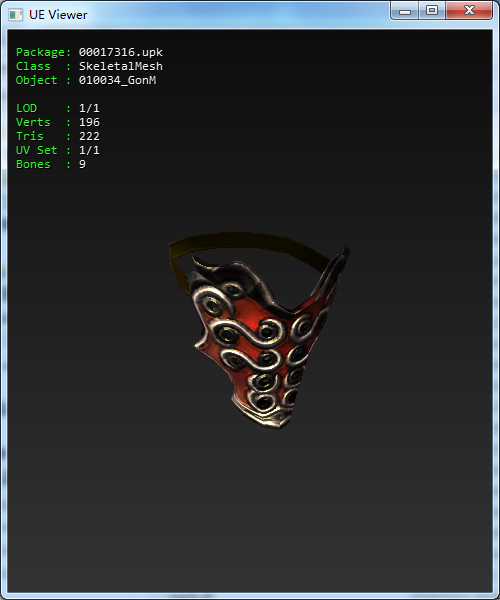 UE Viewer
Package: 00017316.upk
Class : SkeletalMesh
Object : 010034_GonM
LOD : 1/1
Verts : 196
Tris : 222
UV Set : 1/1
Bones : 9